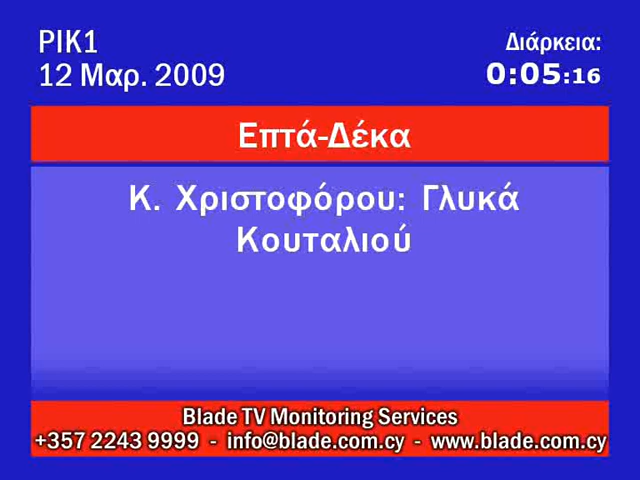 ΡΙΚ1
12 Μαρ. 2009
Διάρκεια:
0:05:16
Επτά-Δέκα
Κ. Χριστοφόρου: Γλυκά
Κουταλιού
Blade TV Monitoring Services
+357 2243 9999 - info@blade.com.cy - www.blade.com.cy